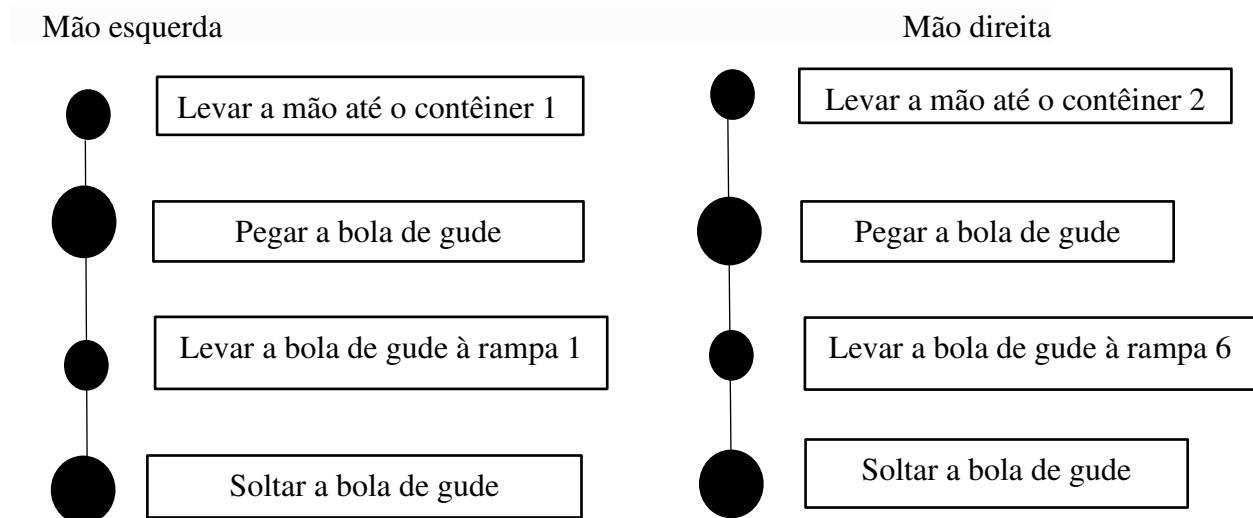 Mão esquerda
Mão direita
Levar a mão até o contêiner 1
Levar a mão até o contêiner 2
Pegar a bola de gude
Pegar a bola de gude
Levar a bola de gude à rampa 1
Levar a bola de gude à rampa 6
Soltar a bola de gude
Soltar a bola de gude